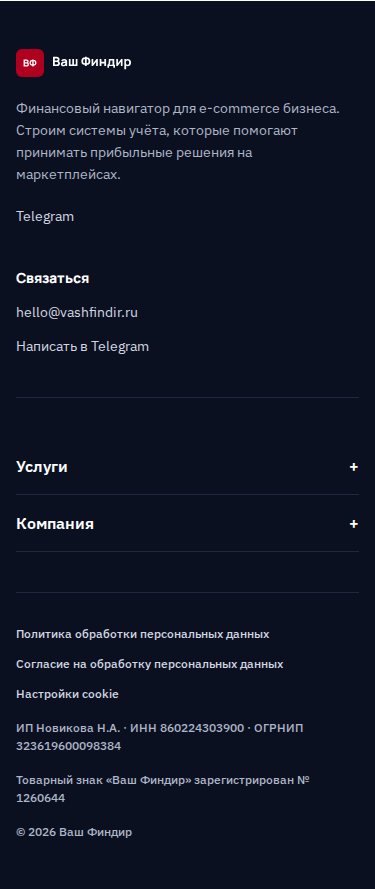 ВФ Ваш Финдир
Финансовый навигатор для e-commerce бизнеса.
Строим системы учёта, которые помогают
принимать прибыльные решения на
маркетплейсах.
Telegram
Связаться
hello@vashfindir.ru
Написать в Telegram
Услуги +
Компания +
Политика обработки персональных данных
Согласие на обработку персональных данных
Настройки cookie
ИП Новикова Н.А. · ИНН 860224303900 · ОГРНИП
323619600098384
Товарный знак «Ваш Финдир» зарегистрирован №
1260644
© 2026 Ваш Финдир